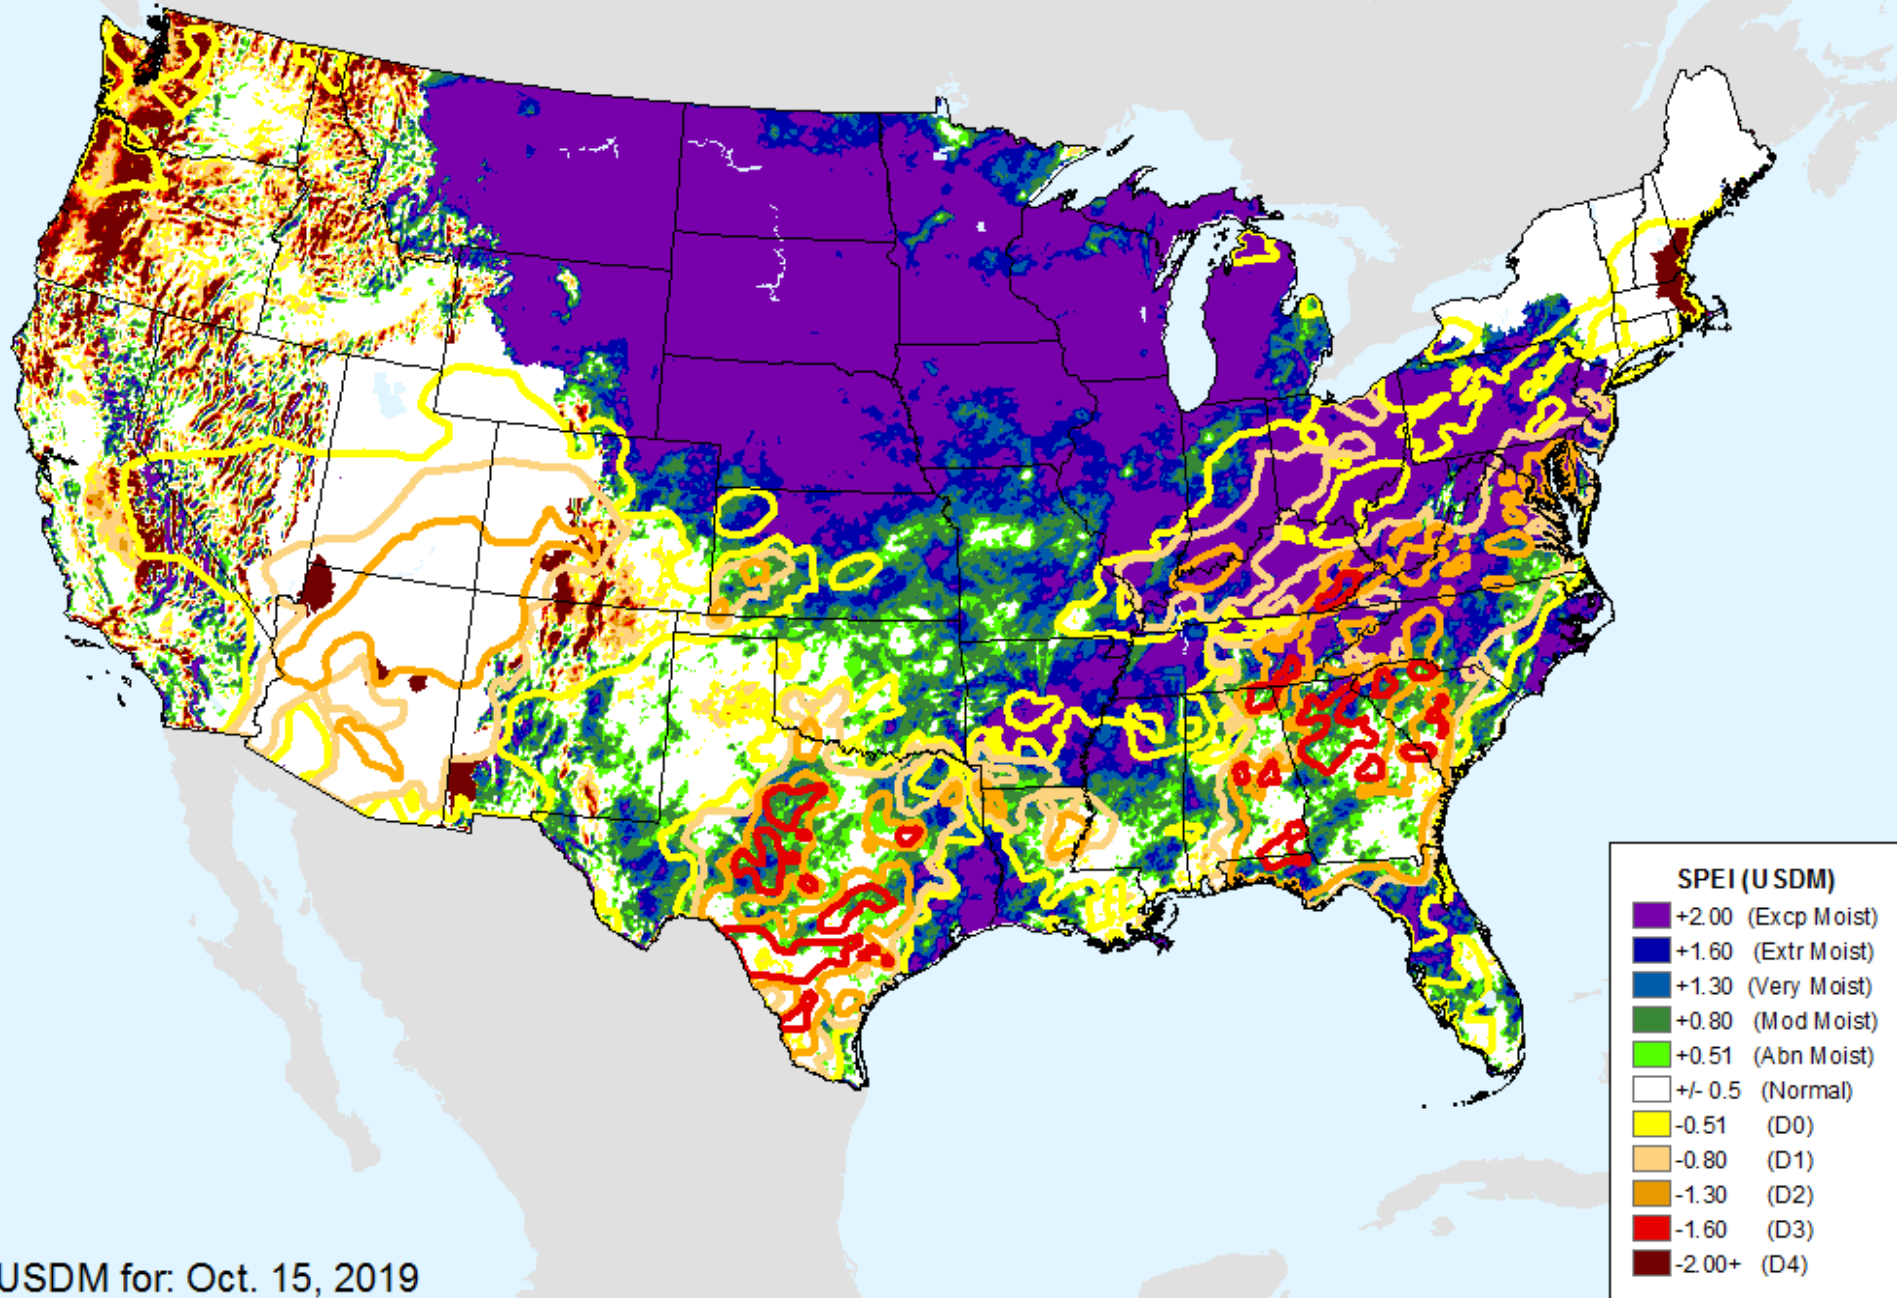 SPEI (USDM)
+2.00 (Excp Moist)
+1.60 (Extr Moist)
+1.30 (Very Moist)
+0.80 (Mod Moist)
+0.51 (Abn Moist)
+/- 0.5 (Normal)
-0.51 (D0)
-0.80 (D1)
-1.30 (D2)
-1.60 (D3)
-2.00+ (D4)
USDM for: Oct. 15, 2019